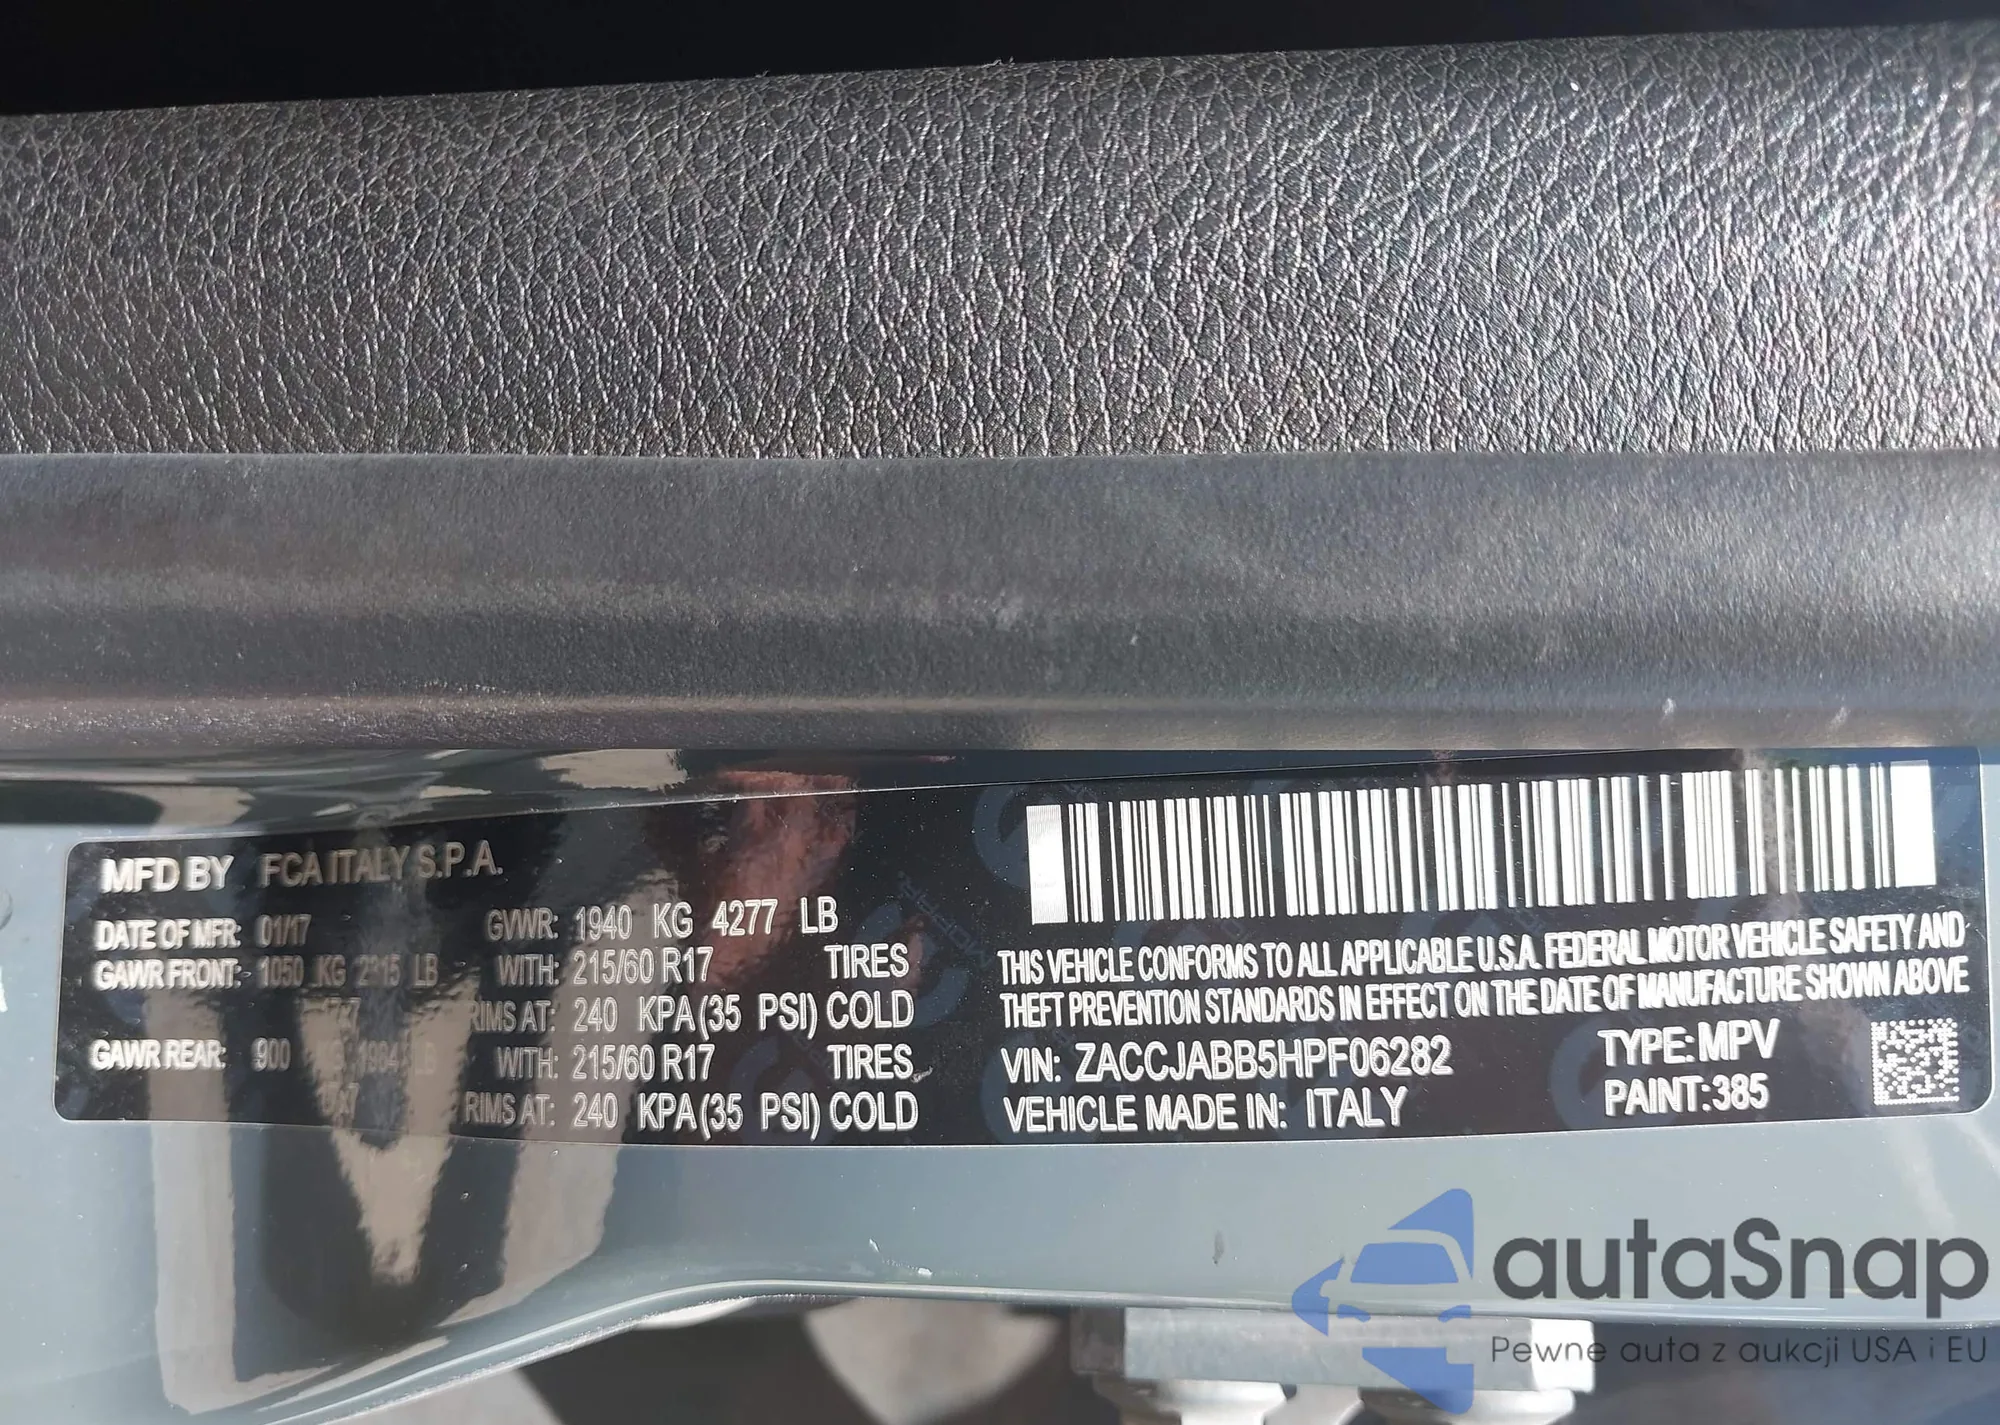 MFD BY FCA ITALY S.P.A.
DATE OF MFR: 01/17 GVWR: 1940 KG 4277 LB
GAWR FRONT: 1050 KG 2315 LB WITH: 215/60 R17 TIRES
RIMS AT: 240 KPA(35 PSI) COLD
GAWR REAR: 900 KG 1984 LB WITH: 215/60 R17 TIRES
RIMS AT: 240 KPA(35 PSI) COLD
THIS VEHICLE CONFORMS TO ALL APPLICABLE U.S.A. FEDERAL MOTOR VEHICLE SAFETY AND
THEFT PREVENTION STANDARDS IN EFFECT ON THE DATE OF MANUFACTURE SHOWN ABOVE
VIN: ZACCJABB5HPF06282 TYPE: MPV
VEHICLE MADE IN: ITALY PAINT: 385
autaSnap
Pewne auta z aukcji USA i EU